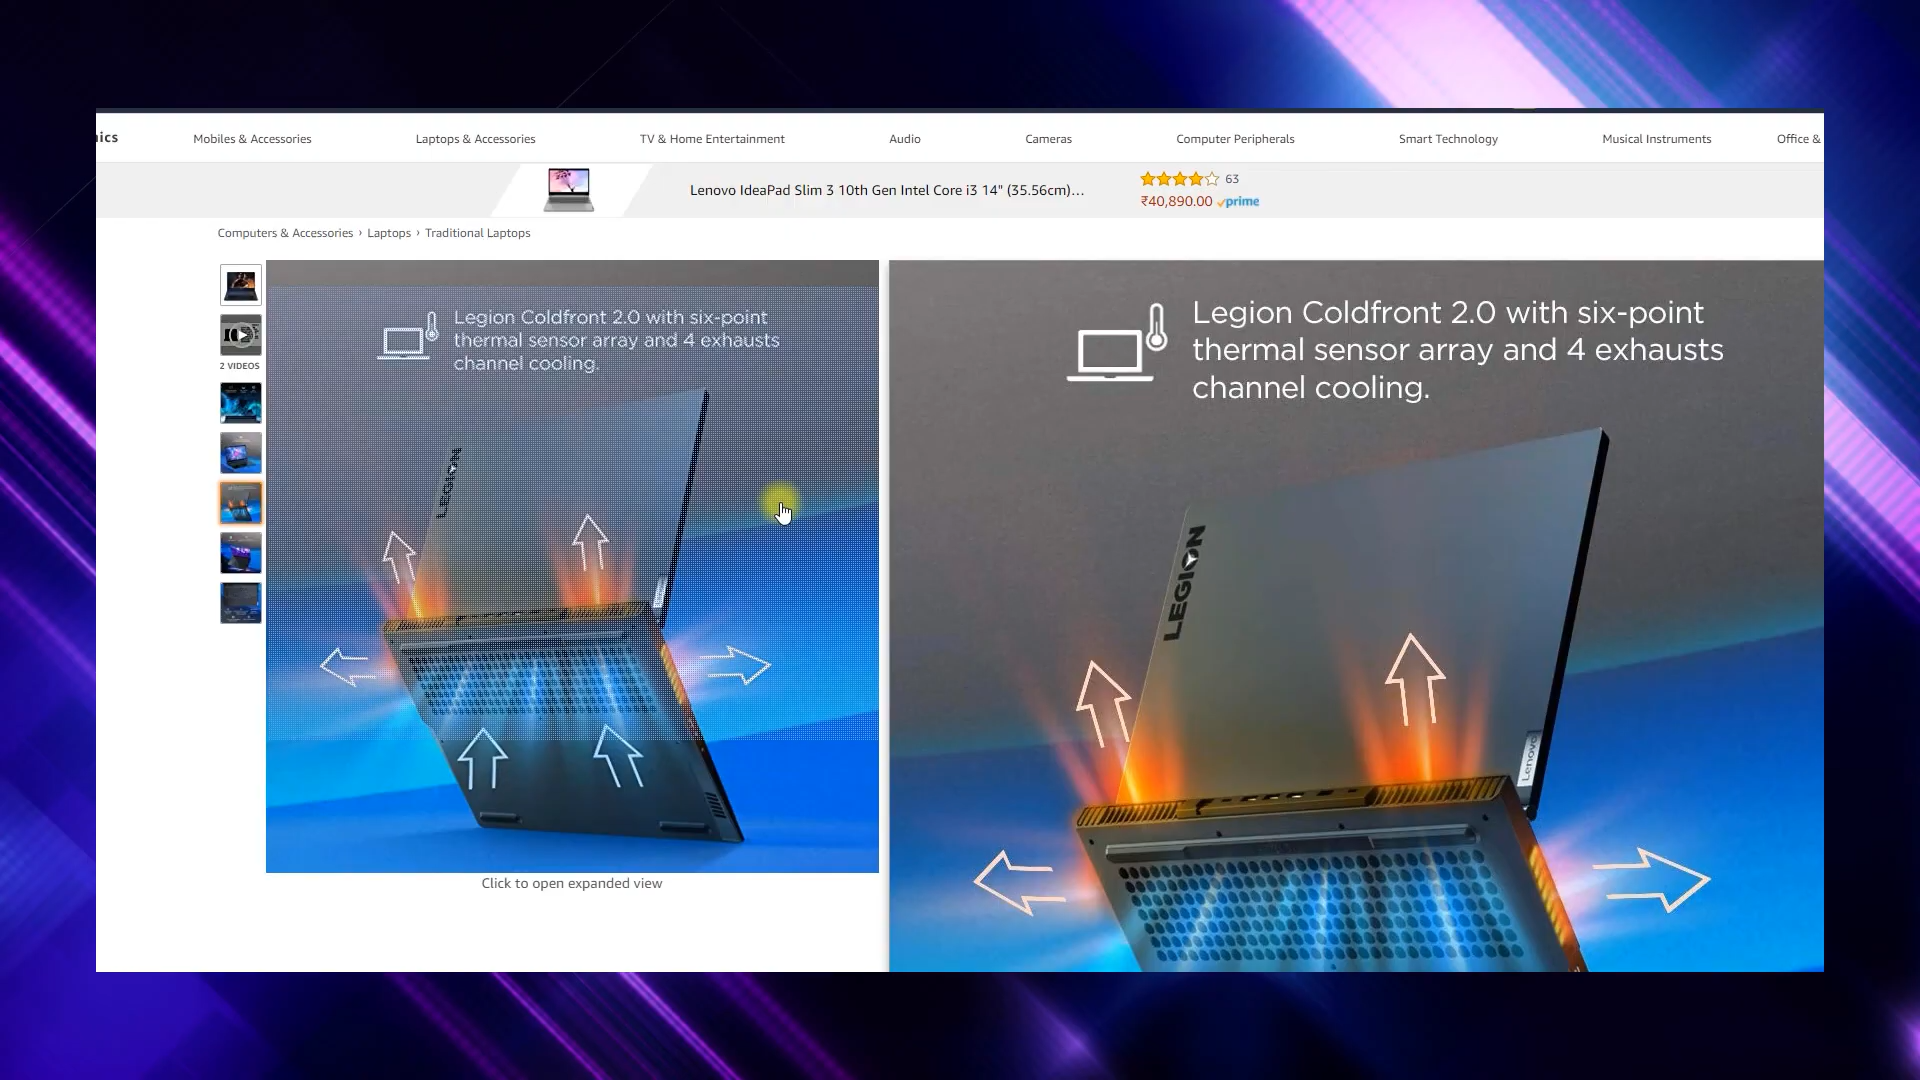 ics
Mobiles & Accessories
Laptops & Accessories
TV & Home Entertainment
Audio
Cameras
Computer Peripherals
Smart Technology
Musical Instruments
Office &
Lenovo IdeaPad Slim 3 10th Gen Intel Core i3 14" (35.56cm)...
63
₹40,890.00 prime
Computers & Accessories › Laptops › Traditional Laptops
2 VIDEOS
Legion Coldfront 2.0 with six-point
thermal sensor array and 4 exhausts
channel cooling.
LEGION
Click to open expanded view
Legion Coldfront 2.0 with six-point
thermal sensor array and 4 exhausts
channel cooling.
LEGION
Lenovo